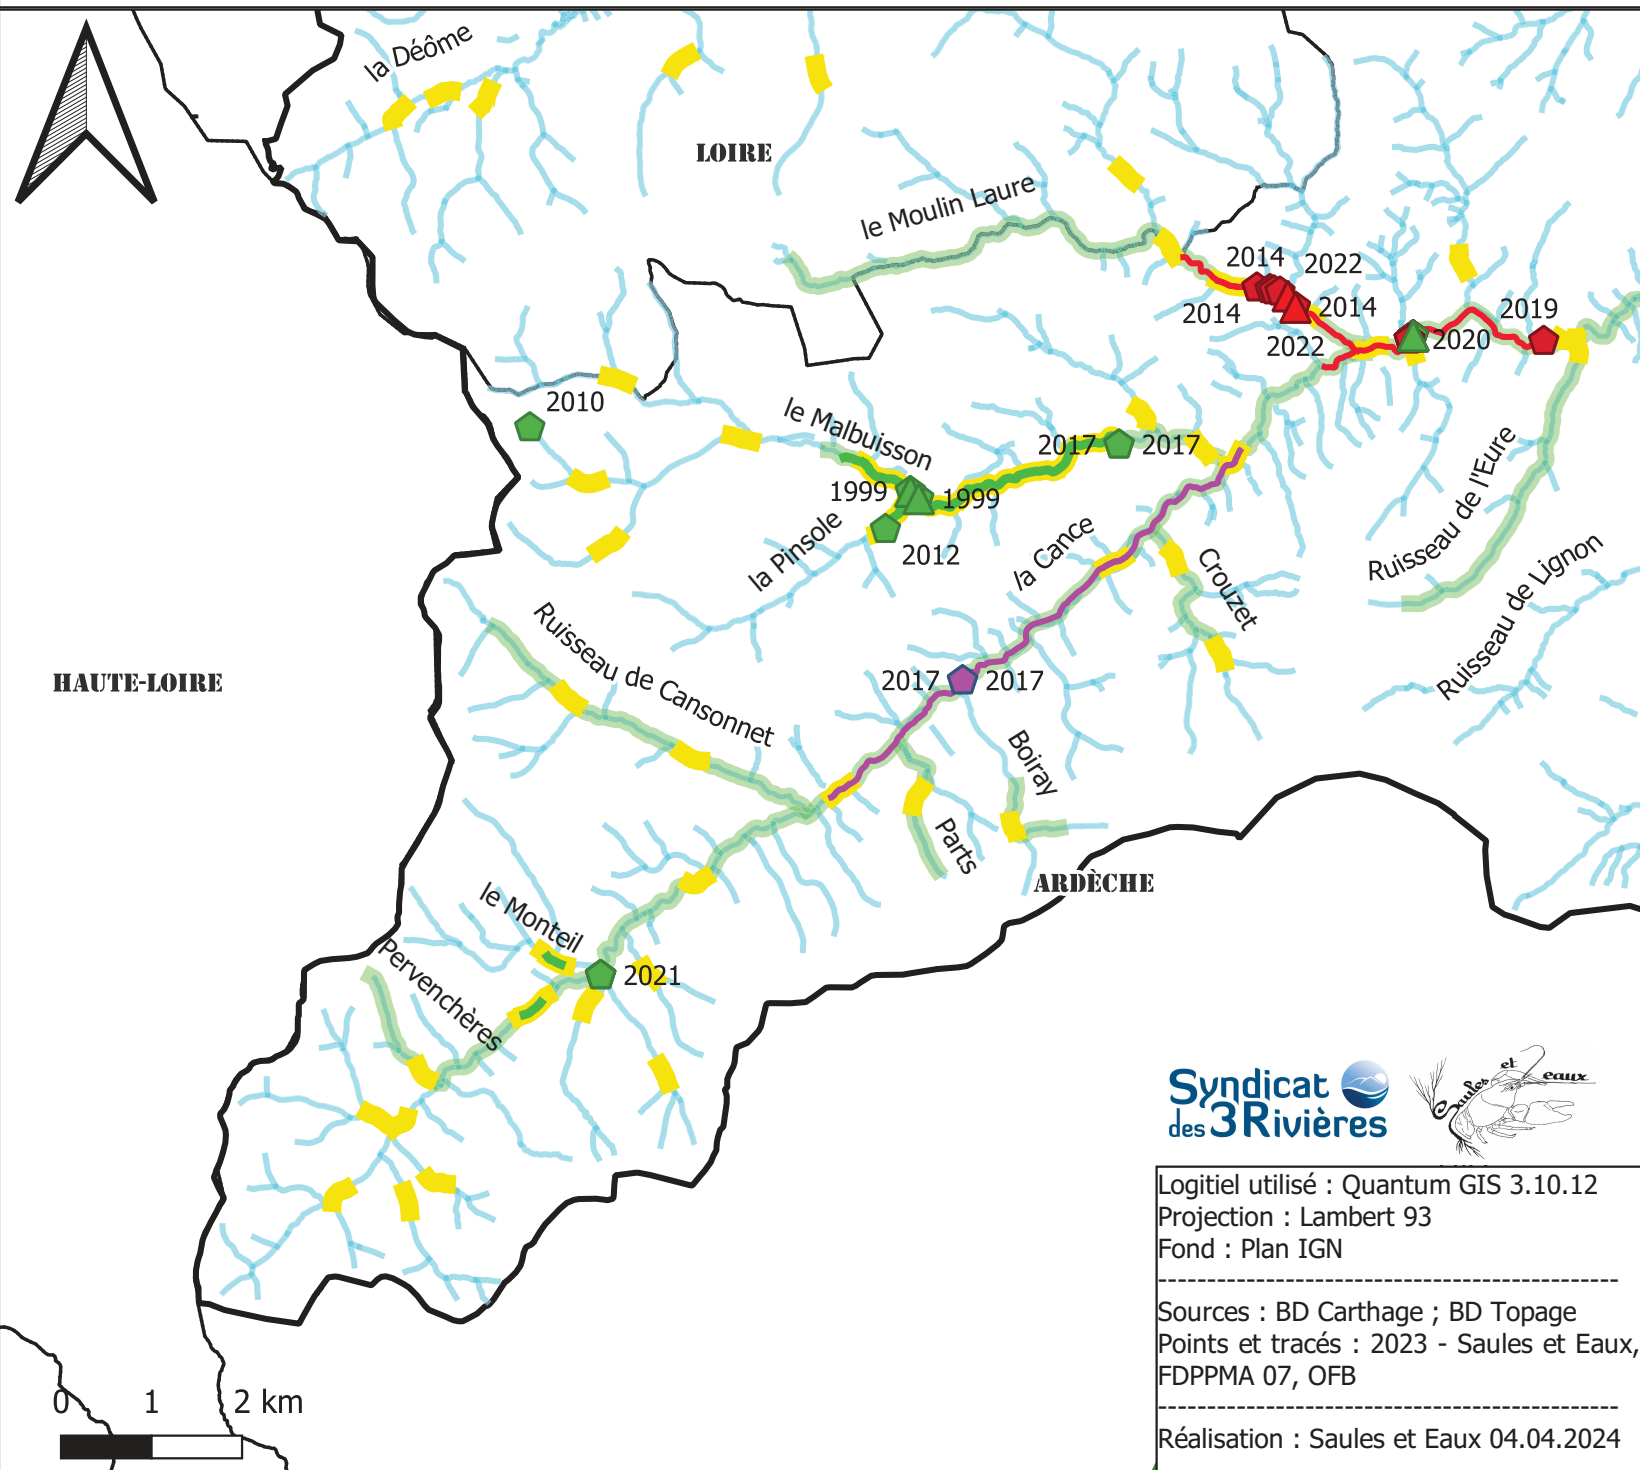 la Déôme
LOIRE
le Moulin Laure
2014
2022
2014
2014
2019
2022
2020
2010
le Malbuisson
2017
2017
1999
1999
2012
la Pinsole
la Cance
Crouzet
Ruisseau de l'Eure
Ruisseau de Lignon
Ruisseau de Cansonnet
HAUTE-LOIRE
2017
2017
Boiray
Parts
ARDÈCHE
le Monteil
2021
Pervenchères
Syndicat
des 3Rivières
Saules et eaux
Logitiel utilisé : Quantum GIS 3.10.12
Projection : Lambert 93
Fond : Plan IGN
---------------------------------------------
Sources : BD Carthage ; BD Topage
Points et tracés : 2023 - Saules et Eaux,
FDPPMA 07, OFB
---------------------------------------------
Réalisation : Saules et Eaux 04.04.2024
0 1 2 km